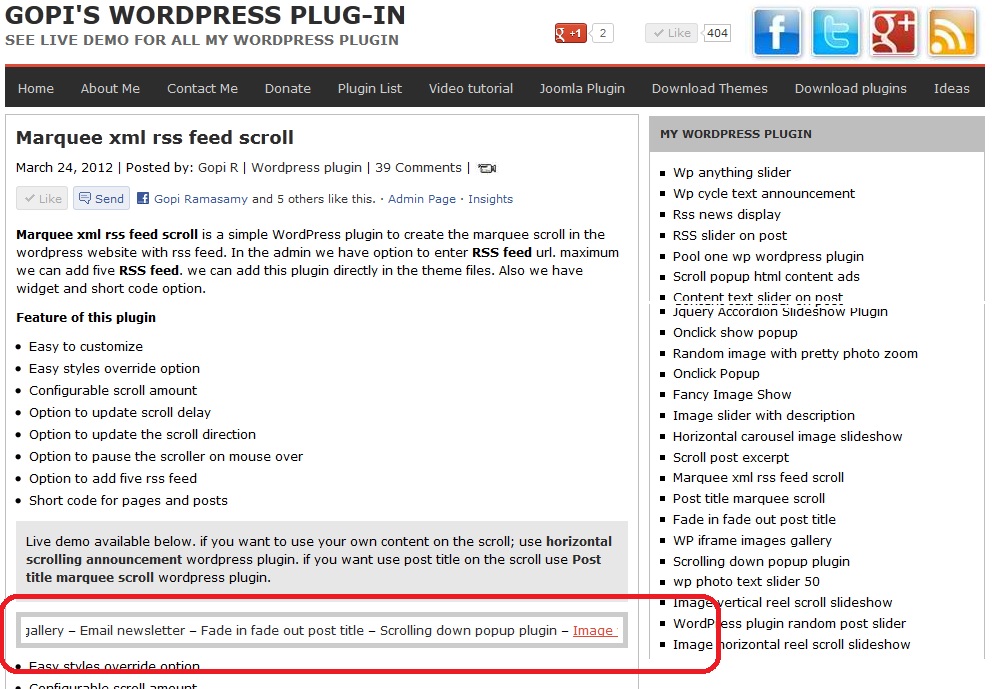 GOPI'S WORDPRESS PLUG-IN
SEE LIVE DEMO FOR ALL MY WORDPRESS PLUGIN
+1 2
Like 404
Home About Me Contact Me Donate Plugin List Video tutorial Joomla Plugin Download Themes Download plugins Ideas
Marquee xml rss feed scroll
March 24, 2012 | Posted by: Gopi R | Wordpress plugin | 39 Comments |
Like Send Gopi Ramasamy and 5 others like this. · Admin Page · Insights
Marquee xml rss feed scroll is a simple WordPress plugin to create the marquee scroll in the
wordpress website with rss feed. In the admin we have option to enter RSS feed url. maximum
we can add five RSS feed. we can add this plugin directly in the theme files. Also we have
widget and short code option.
Feature of this plugin
Easy to customize
Easy styles override option
Configurable scroll amount
Option to update scroll delay
Option to update the scroll direction
Option to pause the scroller on mouse over
Option to add five rss feed
Short code for pages and posts
Live demo available below. if you want to use your own content on the scroll; use horizontal
scrolling announcement wordpress plugin. if you want use post title on the scroll use Post
title marquee scroll wordpress plugin.
gallery – Email newsletter – Fade in fade out post title – Scrolling down popup plugin – Image
Easy styles override option
Configurable scroll amount
MY WORDPRESS PLUGIN
Wp anything slider
Wp cycle text announcement
Rss news display
RSS slider on post
Pool one wp wordpress plugin
Scroll popup html content ads
Content text slider on post
Jquery Accordion Slideshow Plugin
Onclick show popup
Random image with pretty photo zoom
Onclick Popup
Fancy Image Show
Image slider with description
Horizontal carousel image slideshow
Scroll post excerpt
Marquee xml rss feed scroll
Post title marquee scroll
Fade in fade out post title
WP iframe images gallery
Scrolling down popup plugin
wp photo text slider 50
Image vertical reel scroll slideshow
WordPress plugin random post slider
Image horizontal reel scroll slideshow